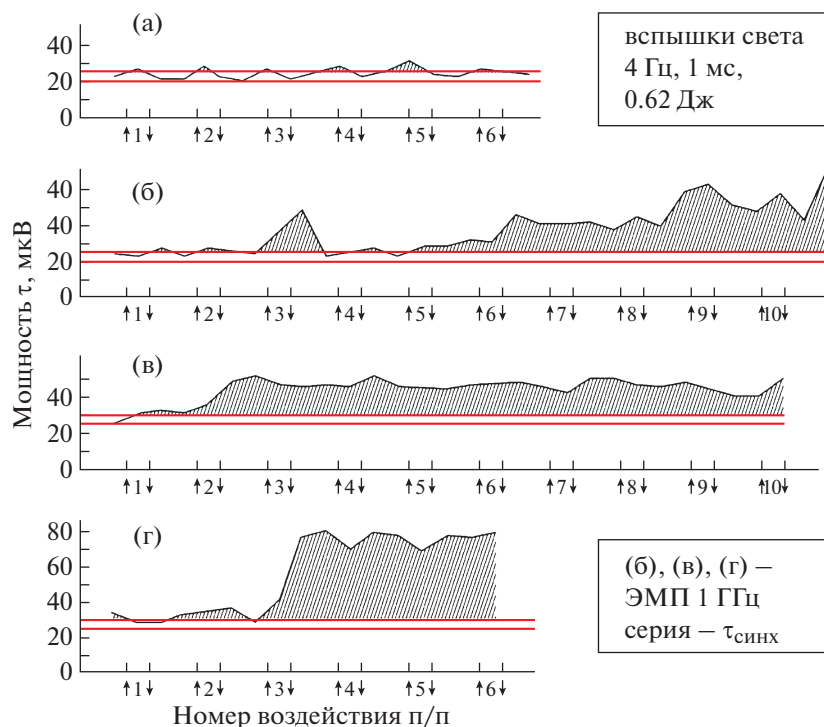 (а)
40
20
0
↑1↓ ↑2↓ ↑3↓ ↑4↓ ↑5↓ ↑6↓
вспышки света
4 Гц, 1 мс,
0.62 Дж
Мощность τ, мкВ
(б)
40
40
20
0
↑1↓ ↑2↓ ↑3↓ ↑4↓ ↑5↓ ↑6↓ ↑7↓ ↑8↓ ↑9↓ ↑10↓
(в)
40
20
0
↑1↓ ↑2↓ ↑3↓ ↑4↓ ↑5↓ ↑6↓ ↑7↓ ↑8↓ ↑9↓ ↑10↓
(г)
80
60
40
20
0
↑1↓ ↑2↓ ↑3↓ ↑4↓ ↑5↓ ↑6↓
Номер воздействия п/п
(б), (в), (г) –
ЭМП 1 ГГц
серия – τсинх